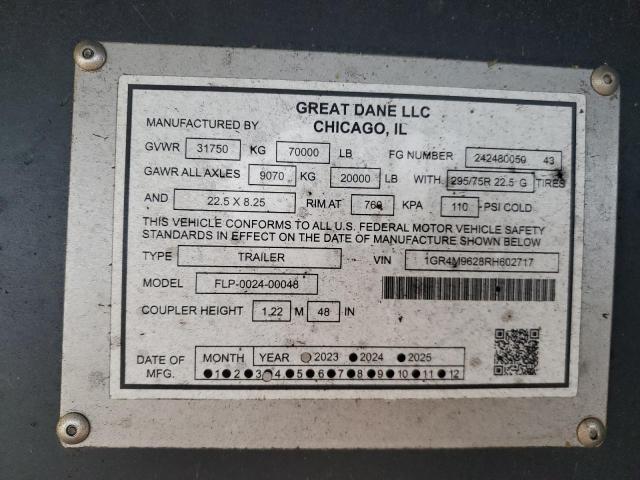 GREAT DANE LLC
MANUFACTURED BY CHICAGO, IL
GVWR 31750 KG 70000 LB FG NUMBER 242480050 43
GAWR ALL AXLES 9070 KG 20000 LB WITH 295/75R 22.5 G TIRES
AND 22.5 X 8.25 RIM AT 760 KPA 110 PSI COLD
THIS VEHICLE CONFORMS TO ALL U.S. FEDERAL MOTOR VEHICLE SAFETY
STANDARDS IN EFFECT ON THE DATE OF MANUFACTURE SHOWN BELOW
TYPE TRAILER VIN 1GR4M9628RH602717
MODEL FLP-0024-00048
COUPLER HEIGHT 1.22 M 48 IN
DATE OF MFG.
MONTH YEAR 2023 2024 2025
1 2 3 4 5 6 7 8 9 10 11 12